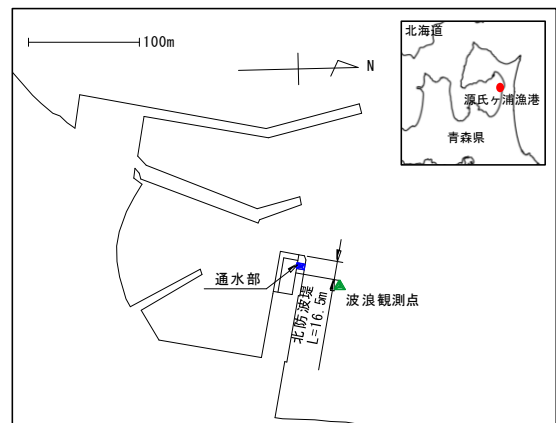 100m
N
北海道
源氏ヶ浦漁港
青森県
通水部
北防波堤
L=16.5m
波浪観測点